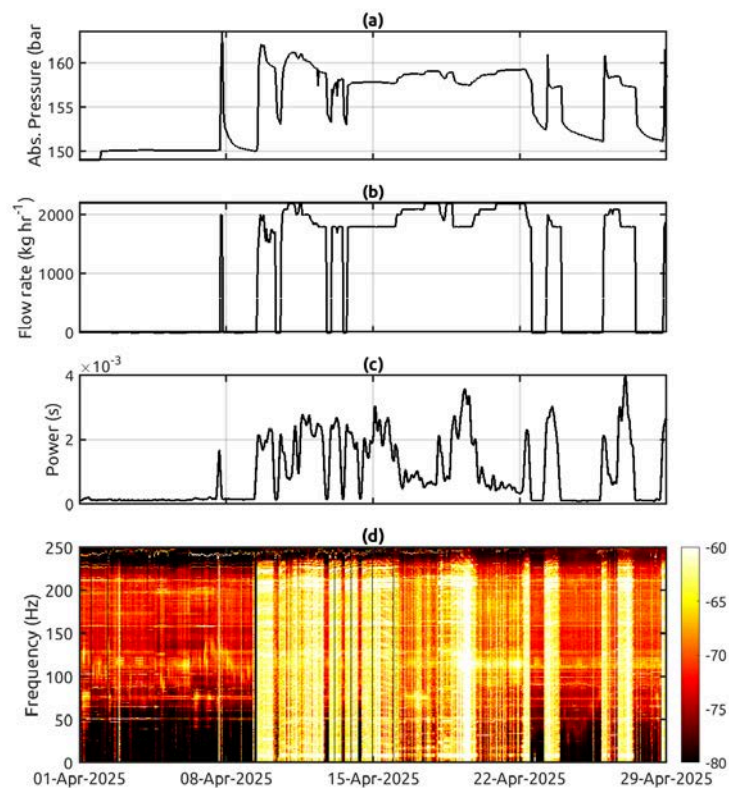 (a)
160
155
150
Abs. Pressure (bar
(b)
2000
1000
0
Flow rate (kg hr⁻¹)
(c)
×10⁻³
4
2
0
Power (s)
(d)
250
200
150
100
50
0
Frequency (Hz)
-60
-65
-70
-75
-80
01-Apr-2025 08-Apr-2025 15-Apr-2025 22-Apr-2025 29-Apr-2025